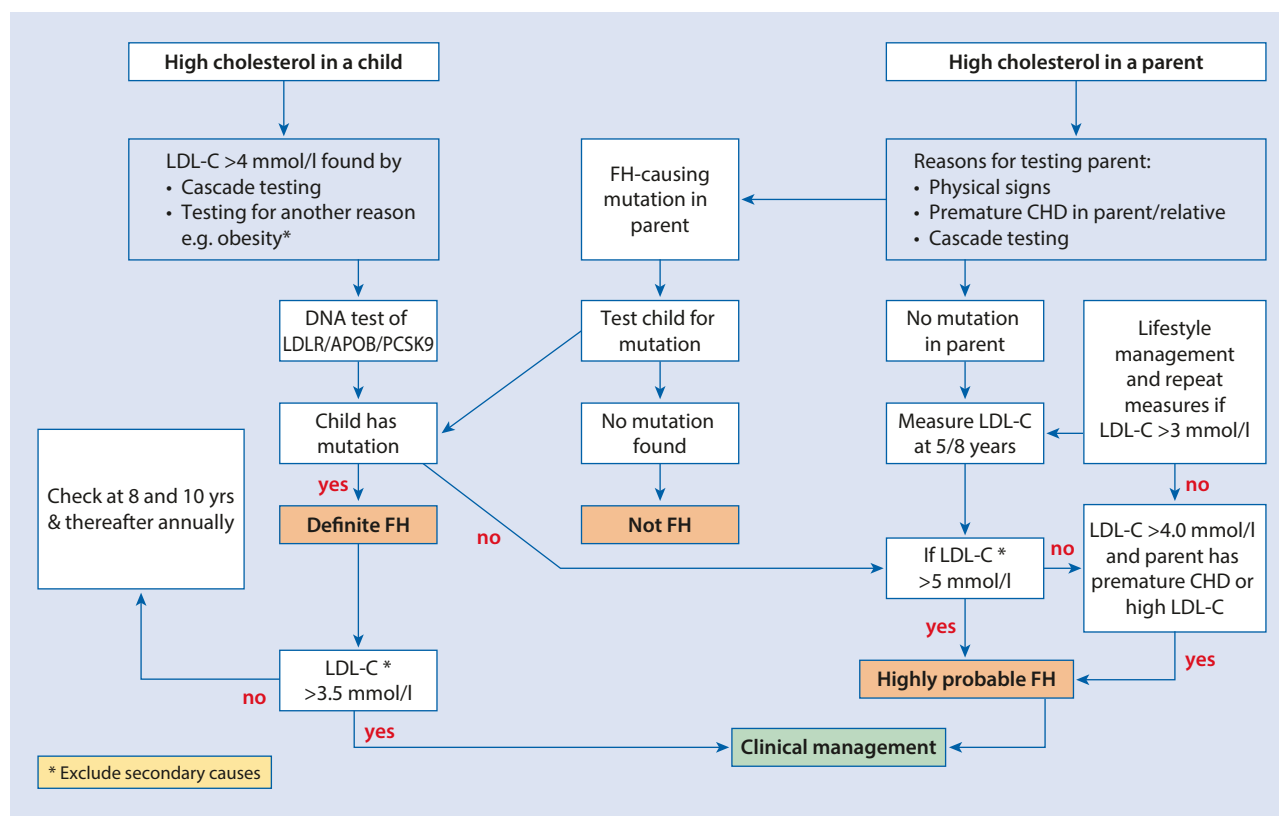 High cholesterol in a child
High cholesterol in a parent
LDL-C >4 mmol/l found by
• Cascade testing
• Testing for another reason
e.g. obesity*
FH-causing
mutation in
parent
Reasons for testing parent:
• Physical signs
• Premature CHD in parent/relative
• Cascade testing
DNA test of
LDLR/APOB/PCSK9
Test child for
mutation
No mutation
in parent
Lifestyle
management
and repeat
measures if
LDL-C >3 mmol/l
Child has
mutation
No mutation
found
Measure LDL-C
at 5/8 years
Check at 8 and 10 yrs
& thereafter annually
yes
no
no
Definite FH
Not FH
If LDL-C *
>5 mmol/l
no
LDL-C >4.0 mmol/l
and parent has
premature CHD or
high LDL-C
yes
yes
LDL-C *
>3.5 mmol/l
no
yes
Highly probable FH
Clinical management
* Exclude secondary causes